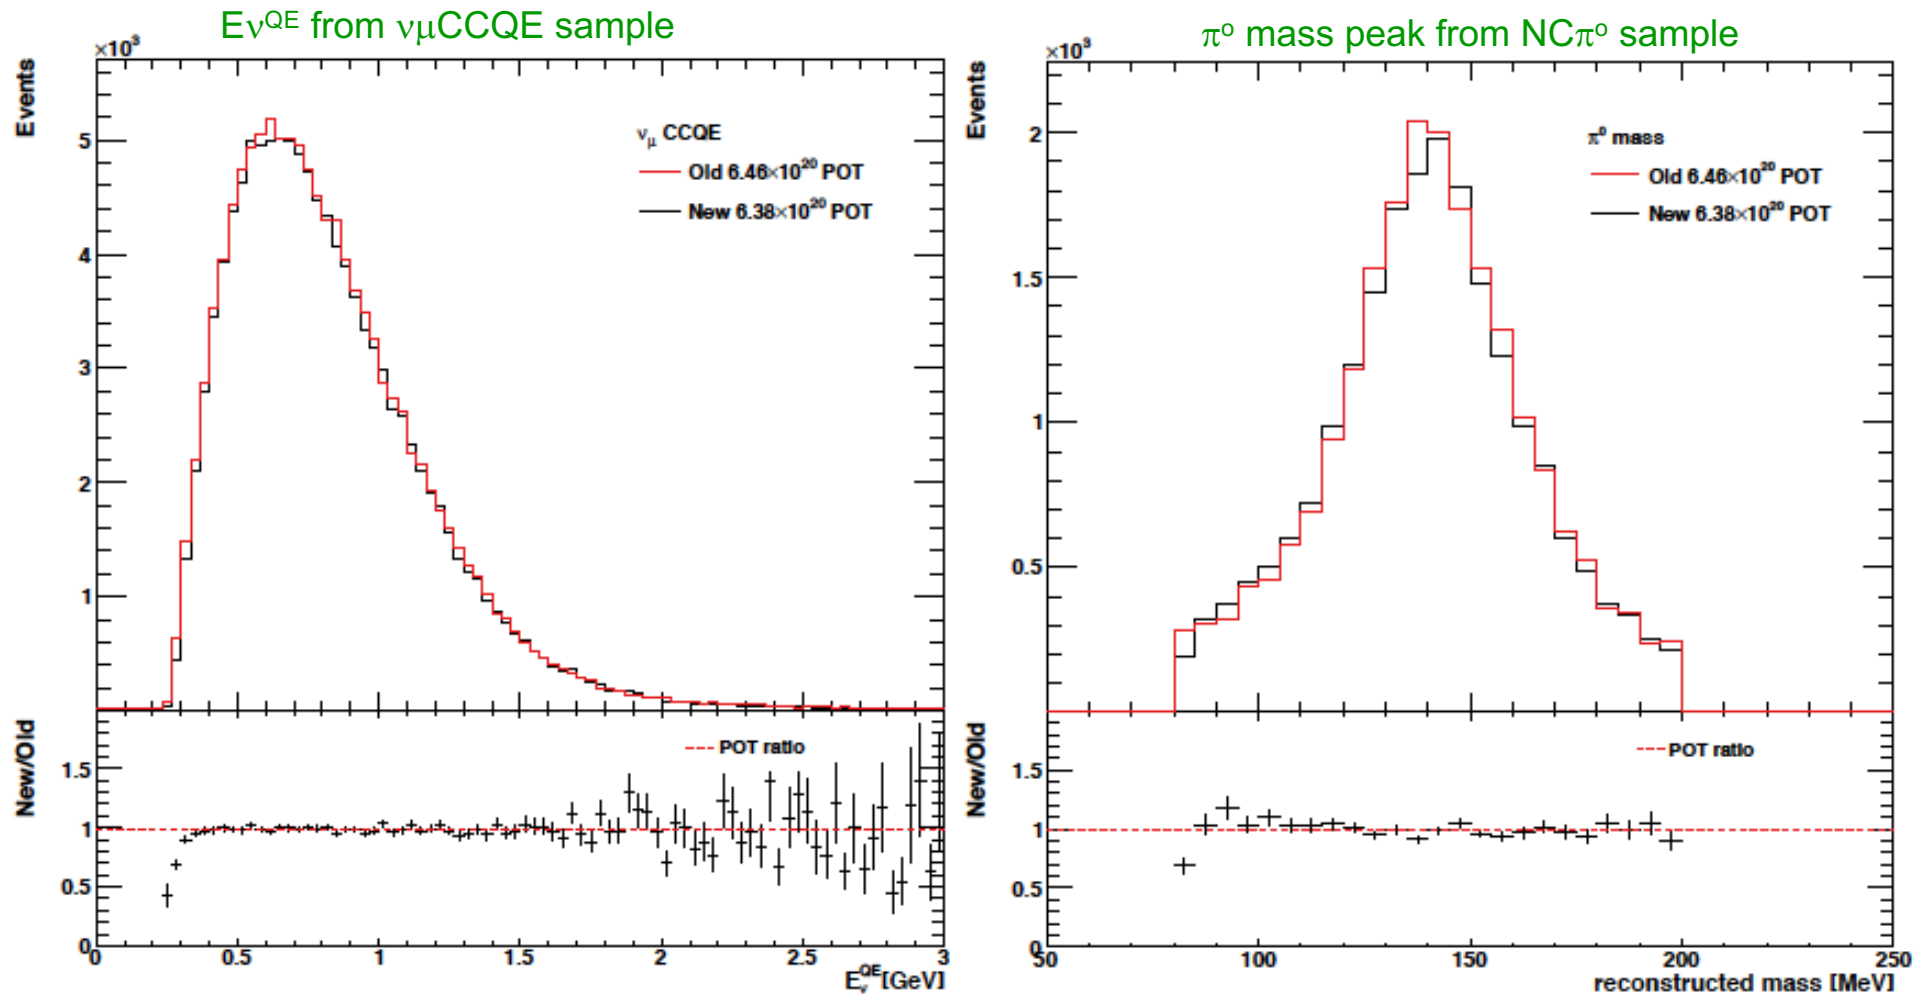 Eν^QE from νμCCQE sample
×10³
Events
5
4
3
2
1
ν_μ CCQE
Old 6.46×10²⁰ POT
New 6.38×10²⁰ POT
New/Old
1.5
1
0.5
0
POT ratio
0 0.5 1 1.5 2 2.5 3
E_ν^QE[GeV]
π⁰ mass peak from NCπ⁰ sample
×10³
Events
2
1.5
1
0.5
π⁰ mass
Old 6.46×10²⁰ POT
New 6.38×10²⁰ POT
New/Old
1.5
1
0.5
0
POT ratio
50 100 150 200 250
reconstructed mass [MeV]